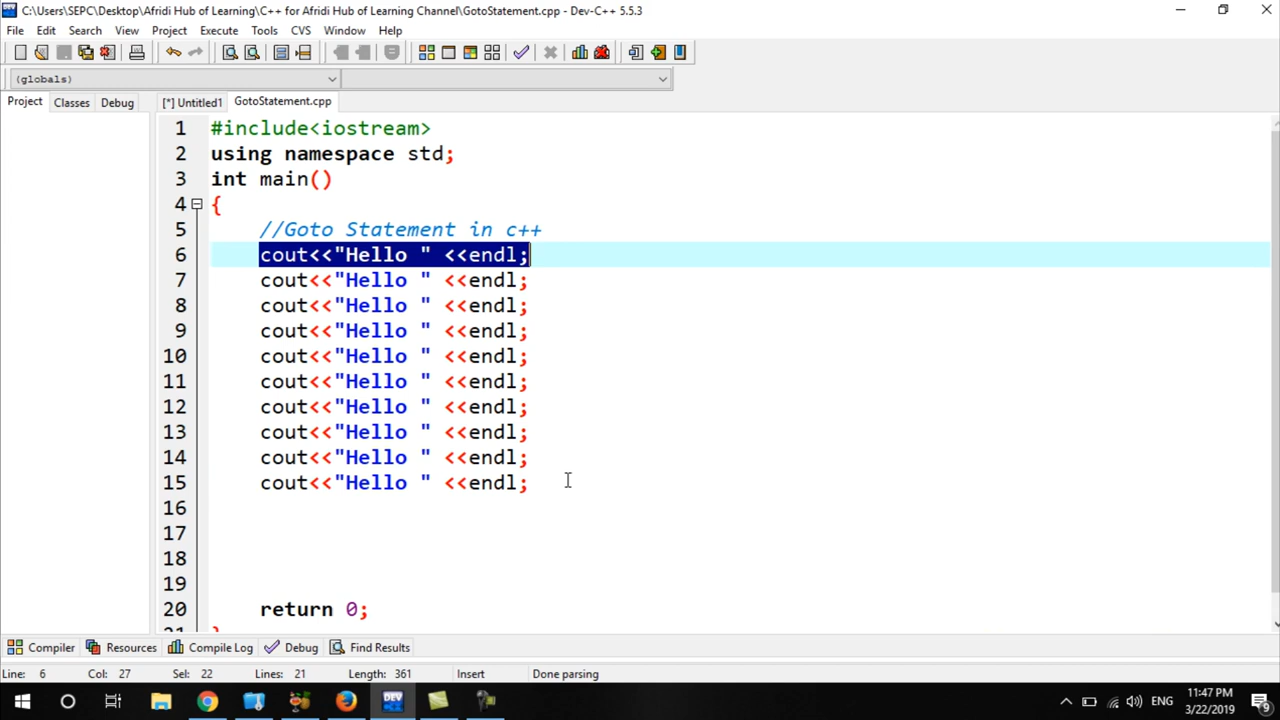 C:\Users\SEPC\Desktop\Afridi Hub of Learning\C++ for Afridi Hub of Learning Channel\GotoStatement.cpp - Dev-C++ 5.5.3
File Edit Search View Project Execute Tools CVS Window Help
(globals)
Project Classes Debug [*] Untitled1 GotoStatement.cpp
1 #include<iostream>
2 using namespace std;
3 int main()
4 {
5 //Goto Statement in c++
6 cout<<"Hello " <<endl;
7 cout<<"Hello " <<endl;
8 cout<<"Hello " <<endl;
9 cout<<"Hello " <<endl;
10 cout<<"Hello " <<endl;
11 cout<<"Hello " <<endl;
12 cout<<"Hello " <<endl;
13 cout<<"Hello " <<endl;
14 cout<<"Hello " <<endl;
15 cout<<"Hello " <<endl;
16
17
18
19
20 return 0;
21 }
Compiler Resources Compile Log Debug Find Results
Line: 6 Col: 27 Sel: 22 Lines: 21 Length: 361 Insert Done parsing
DEV ENG 11:47 PM
3/22/2019 9